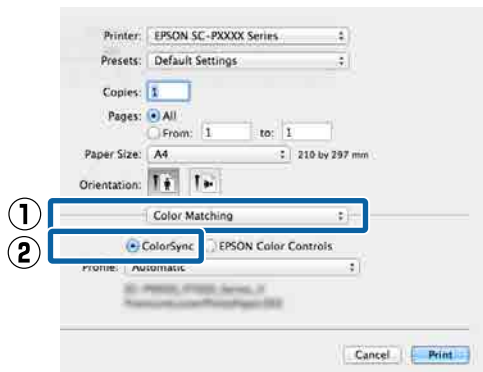 Printer: EPSON SC-PXXXX Series
Presets: Default Settings
Copies: 1
Pages: All
From: 1 to: 1
Paper Size: A4 210 by 297 mm
Orientation:
① Color Matching
② ColorSync EPSON Color Controls
Profile: Automatic
Cancel Print